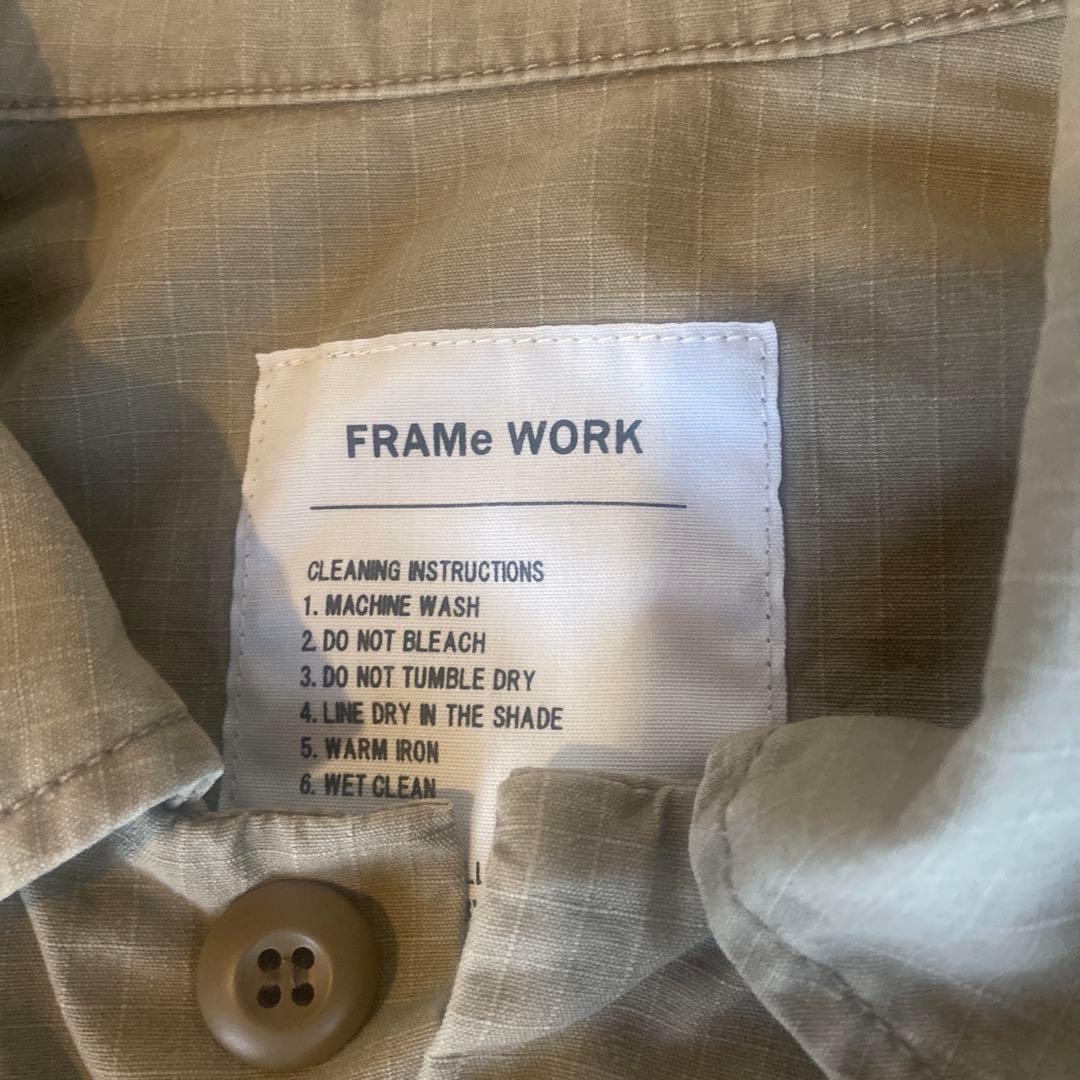 FRAMe WORK
CLEANING INSTRUCTIONS
1. MACHINE WASH
2. DO NOT BLEACH
3. DO NOT TUMBLE DRY
4. LINE DRY IN THE SHADE
5. WARM IRON
6. WET CLEAN